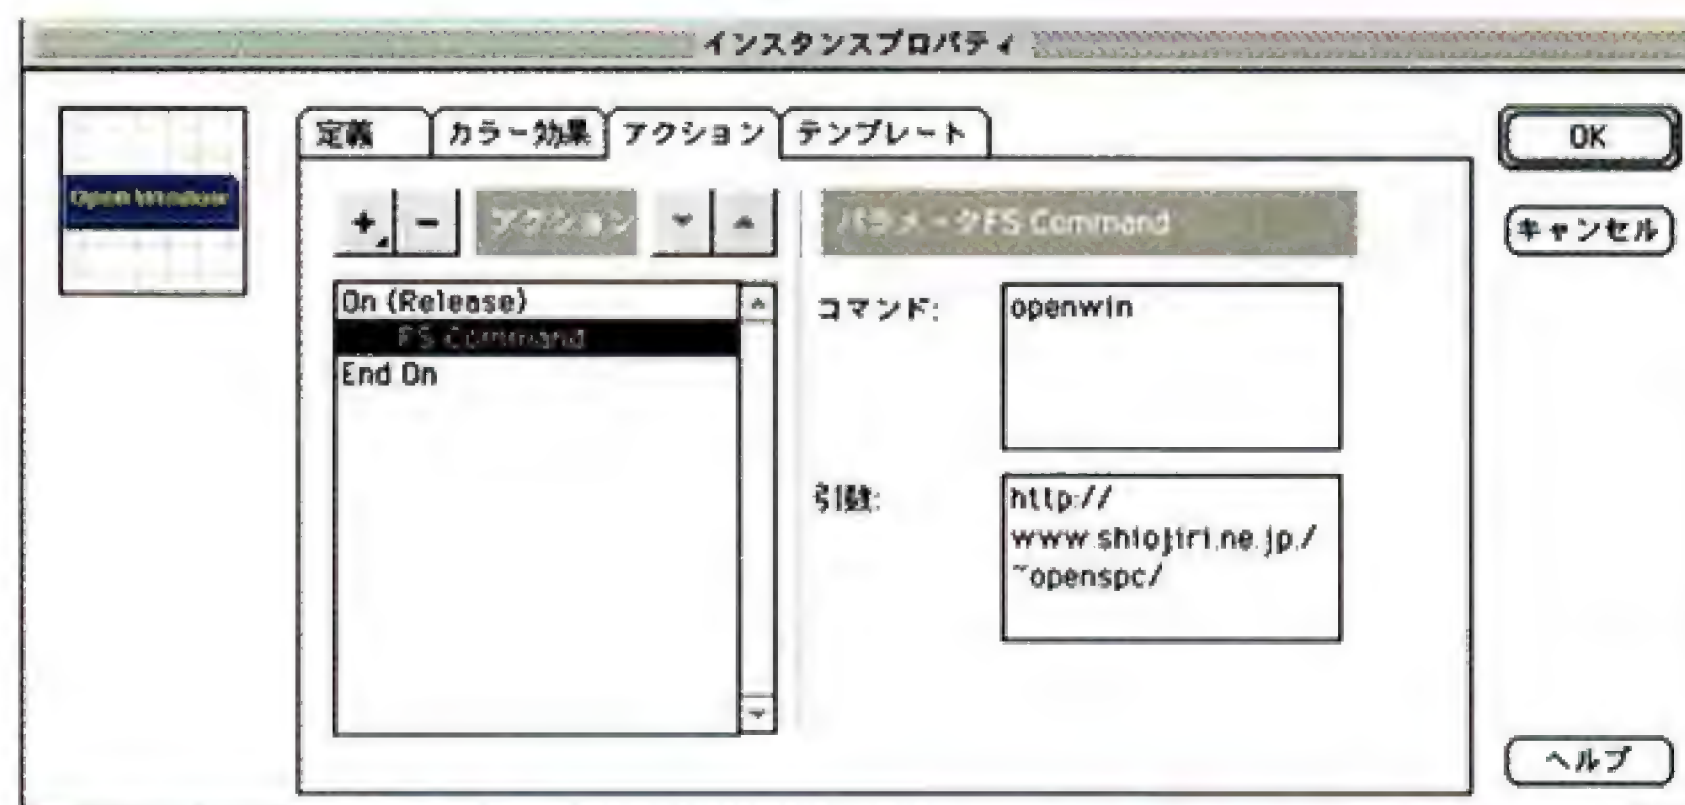 インスタンスプロパティ
定義
カラー効果
アクション
テンプレート
OK
キャンセル
Open Window
+
-
アクション
パラメータFS Command
On (Release)
FS Command
End On
コマンド:
openwin
引数:
http://
www.shiojiri.ne.jp/
~openspc/
ヘルプ